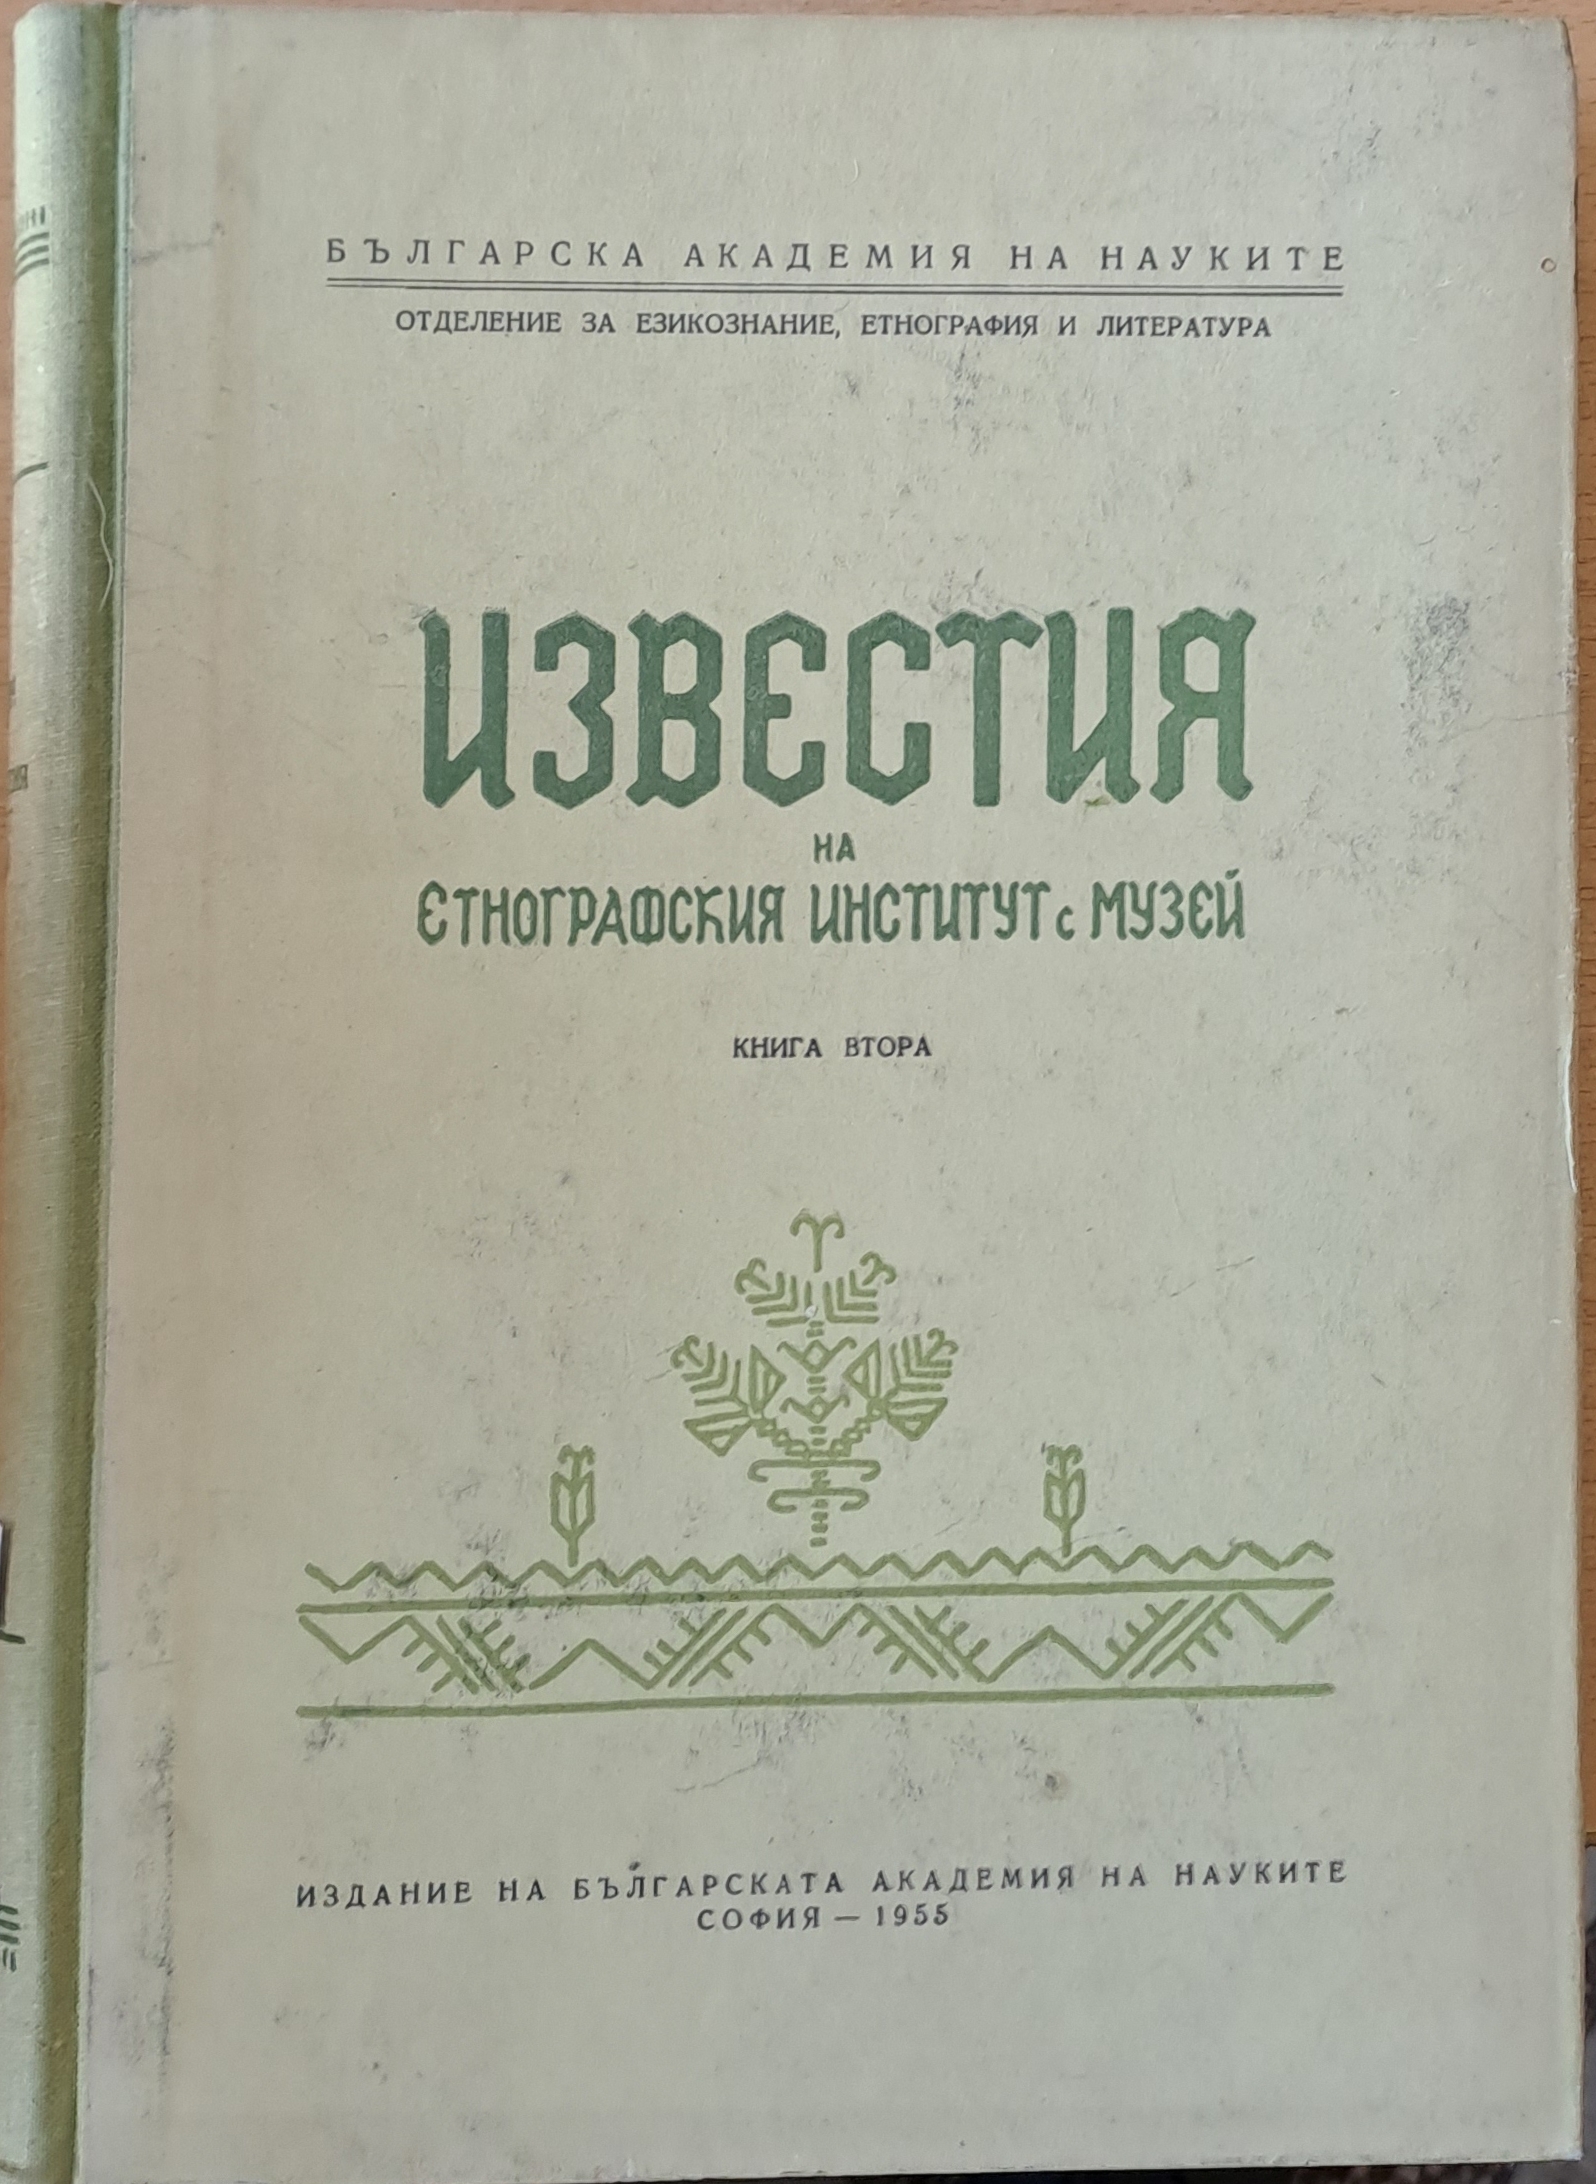 БЪЛГАРСКА АКАДЕМИЯ НА НАУКИТЕ
ОТДЕЛЕНИЕ ЗА ЕЗИКОЗНАНИЕ, ЕТНОГРАФИЯ И ЛИТЕРАТУРА
ИЗВЕСТИЯ
НА
ЕТНОГРАФСКИЯ ИНСТИТУТ с МУЗЕЙ
КНИГА ВТОРА
ИЗДАНИЕ НА БЪЛГАРСКАТА АКАДЕМИЯ НА НАУКИТЕ
СОФИЯ — 1955